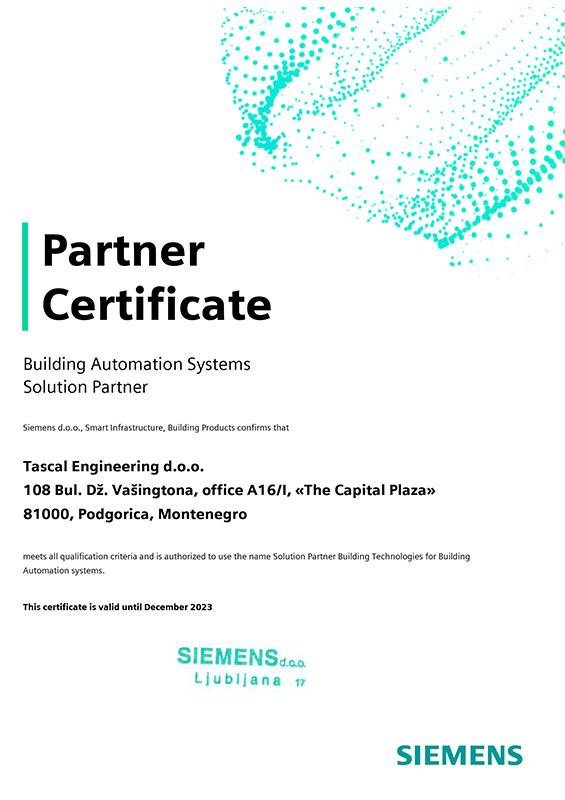 Partner
Certificate
Building Automation Systems
Solution Partner
Siemens d.o.o., Smart Infrastructure, Building Products confirms that
Tascal Engineering d.o.o.
108 Bul. Dž. Vašingtona, office A16/I, «The Capital Plaza»
81000, Podgorica, Montenegro
meets all qualification criteria and is authorized to use the name Solution Partner Building Technologies for Building
Automation systems.
This certificate is valid until December 2023
SIEMENS d.o.o.
Ljubljana 17
SIEMENS